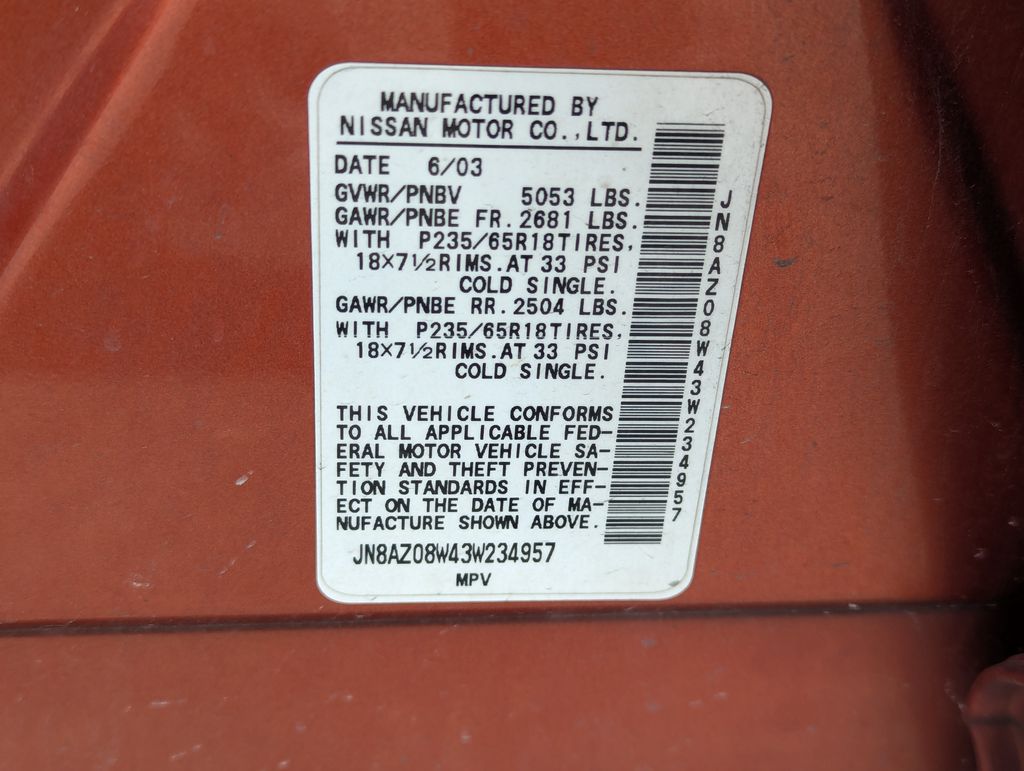 MANUFACTURED BY
NISSAN MOTOR CO.,LTD.
DATE 6/03
GVWR/PNBV 5053 LBS.
GAWR/PNBE FR. 2681 LBS.
WITH P235/65R18TIRES,
18×7½RIMS. AT 33 PSI
COLD SINGLE.
GAWR/PNBE RR. 2504 LBS.
WITH P235/65R18TIRES,
18×7½RIMS. AT 33 PSI
COLD SINGLE.
THIS VEHICLE CONFORMS
TO ALL APPLICABLE FED-
ERAL MOTOR VEHICLE SA-
FETY AND THEFT PREVEN-
TION STANDARDS IN EFF-
ECT ON THE DATE OF MA-
NUFACTURE SHOWN ABOVE.
JN8AZ08W43W234957
MPV
JN8AZ08W43W234957